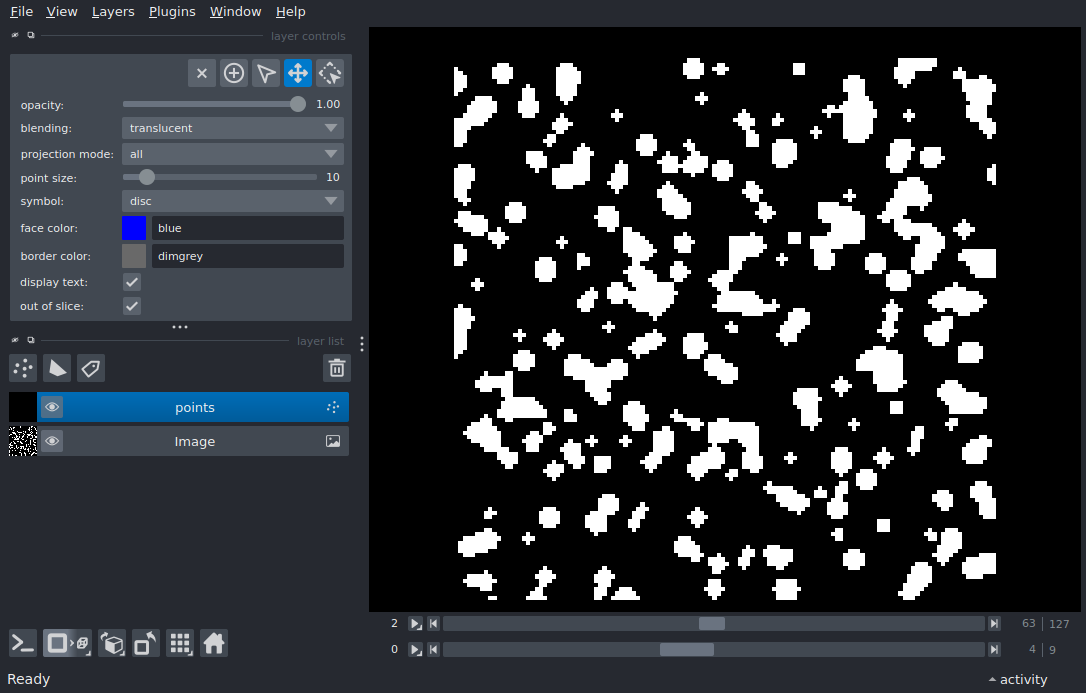 File View Layers Plugins Window Help
layer controls
opacity: 1.00
blending: translucent
projection mode: all
point size: 10
symbol: disc
face color: blue
border color: dimgrey
display text:
out of slice:
layer list
points
Image
2 63 | 127
0 4 | 9
Ready activity